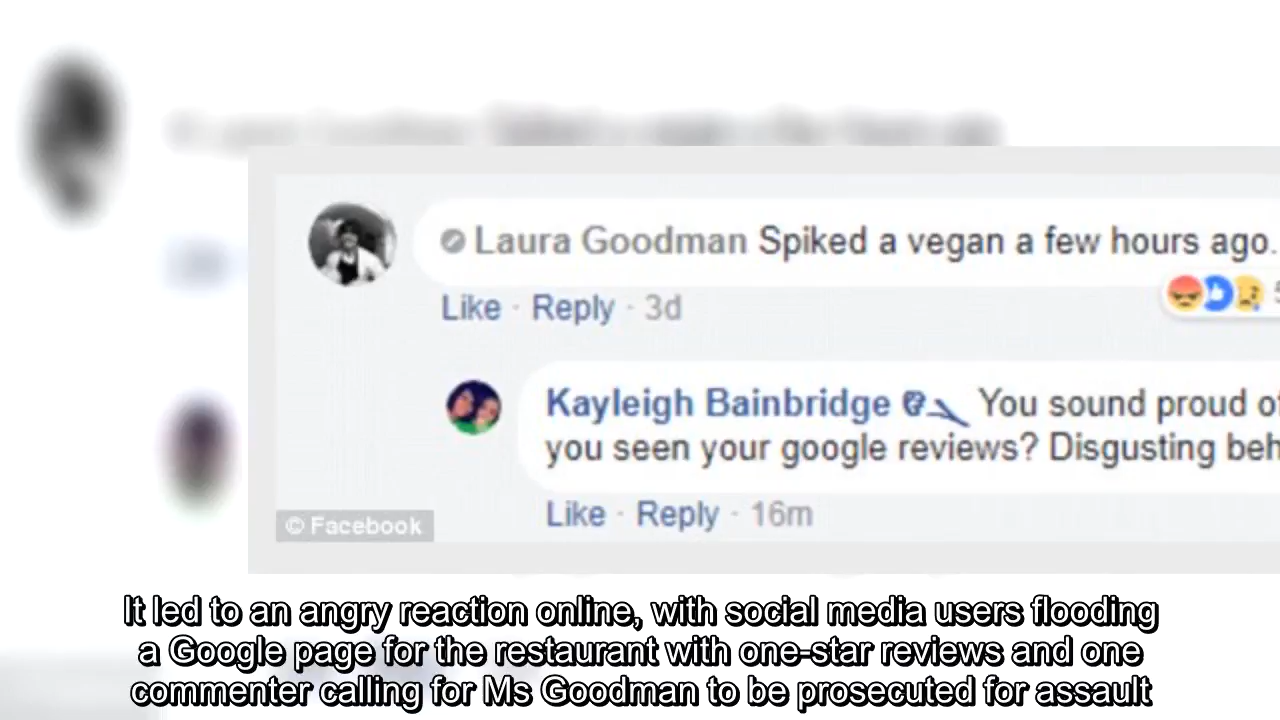 Laura Goodman Spiked a vegan a few hours ago.
Like · Reply · 3d
Kayleigh Bainbridge You sound proud
you seen your google reviews? Disgusting
Like · Reply · 16m
© Facebook
It led to an angry reaction online, with social media users flooding
a Google page for the restaurant with one-star reviews and one
commenter calling for Ms Goodman to be prosecuted for assault